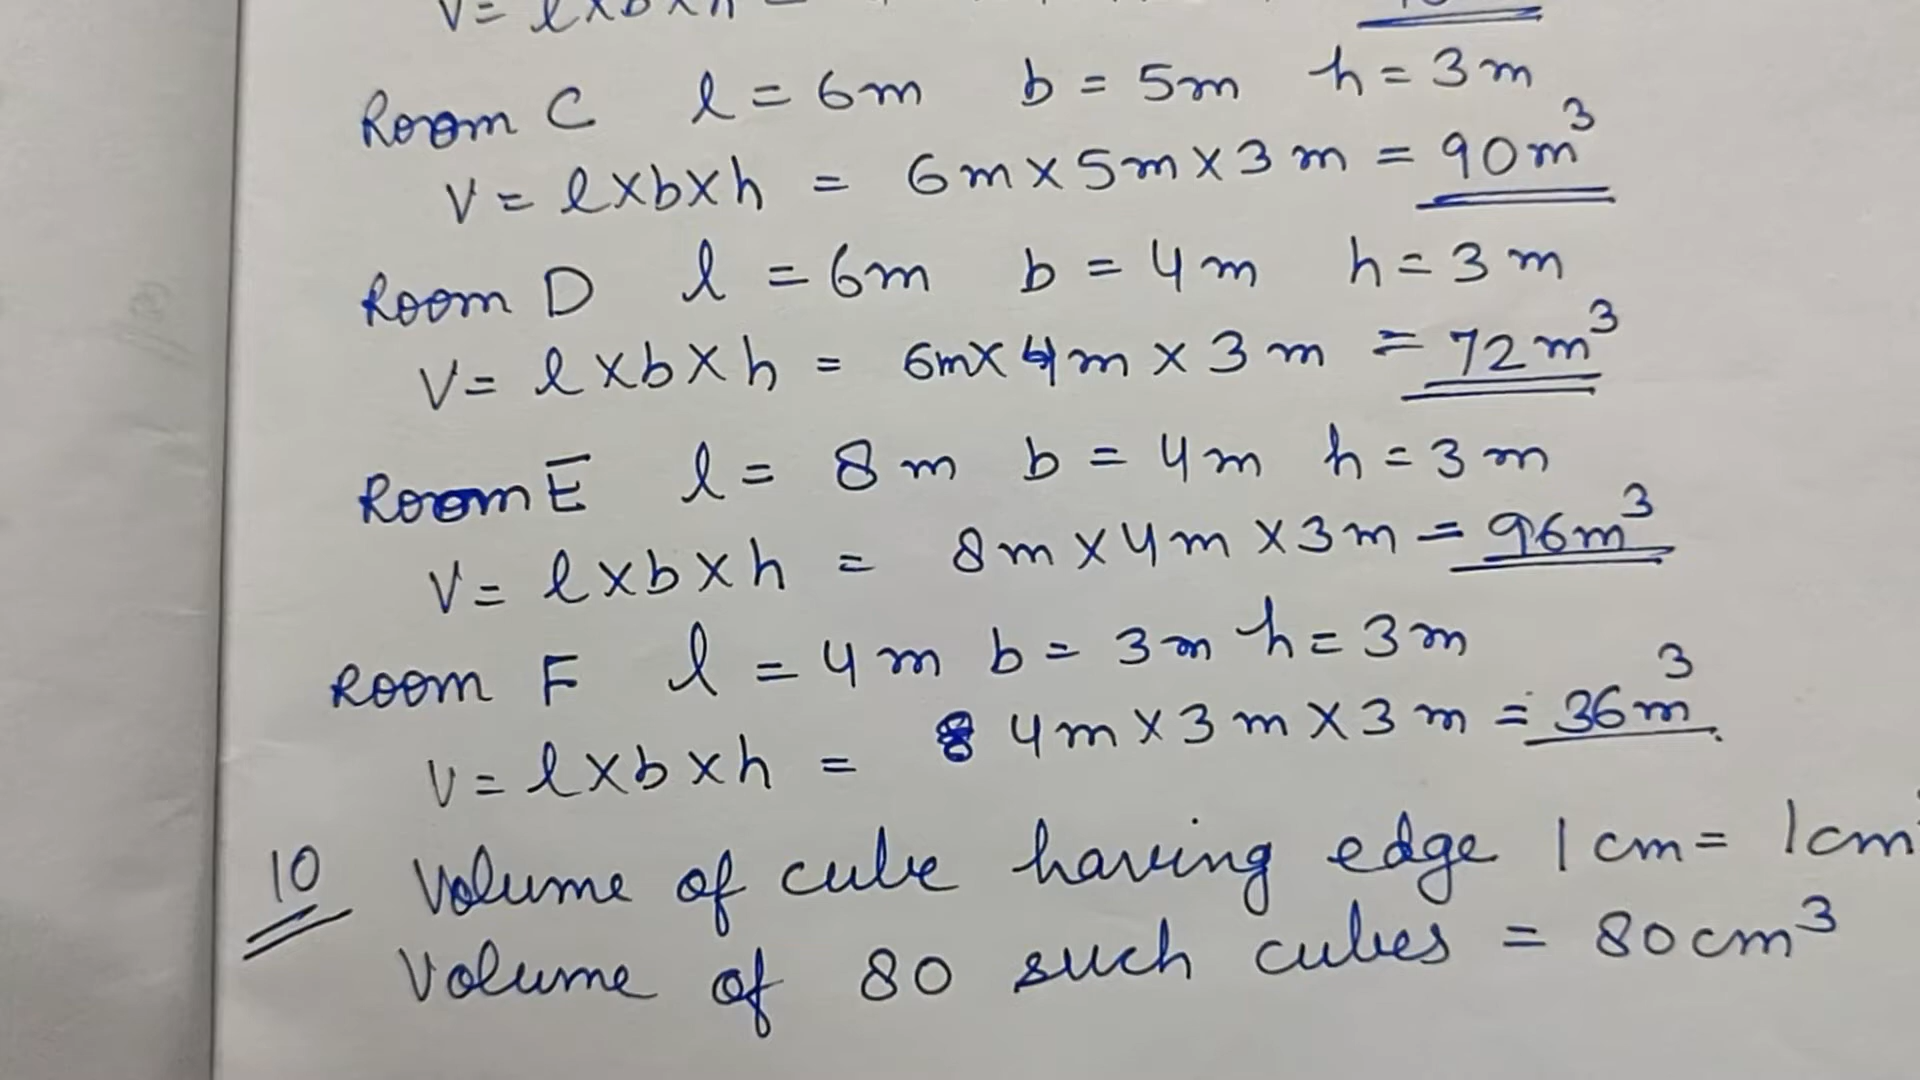 V = l×b×h =
Room C l = 6m b = 5m h = 3m
V = l×b×h = 6m×5m×3m = 90m³
Room D l = 6m b = 4m h = 3m
V = l×b×h = 6m×4m×3m = 72m³
Room E l = 8m b = 4m h = 3m
V = l×b×h = 8m×4m×3m = 96m³
Room F l = 4m b = 3m h = 3m
V = l×b×h = 4m×3m×3m = 36m³.
10 Volume of cube having edge 1cm = 1cm
Volume of 80 such cubes = 80cm³